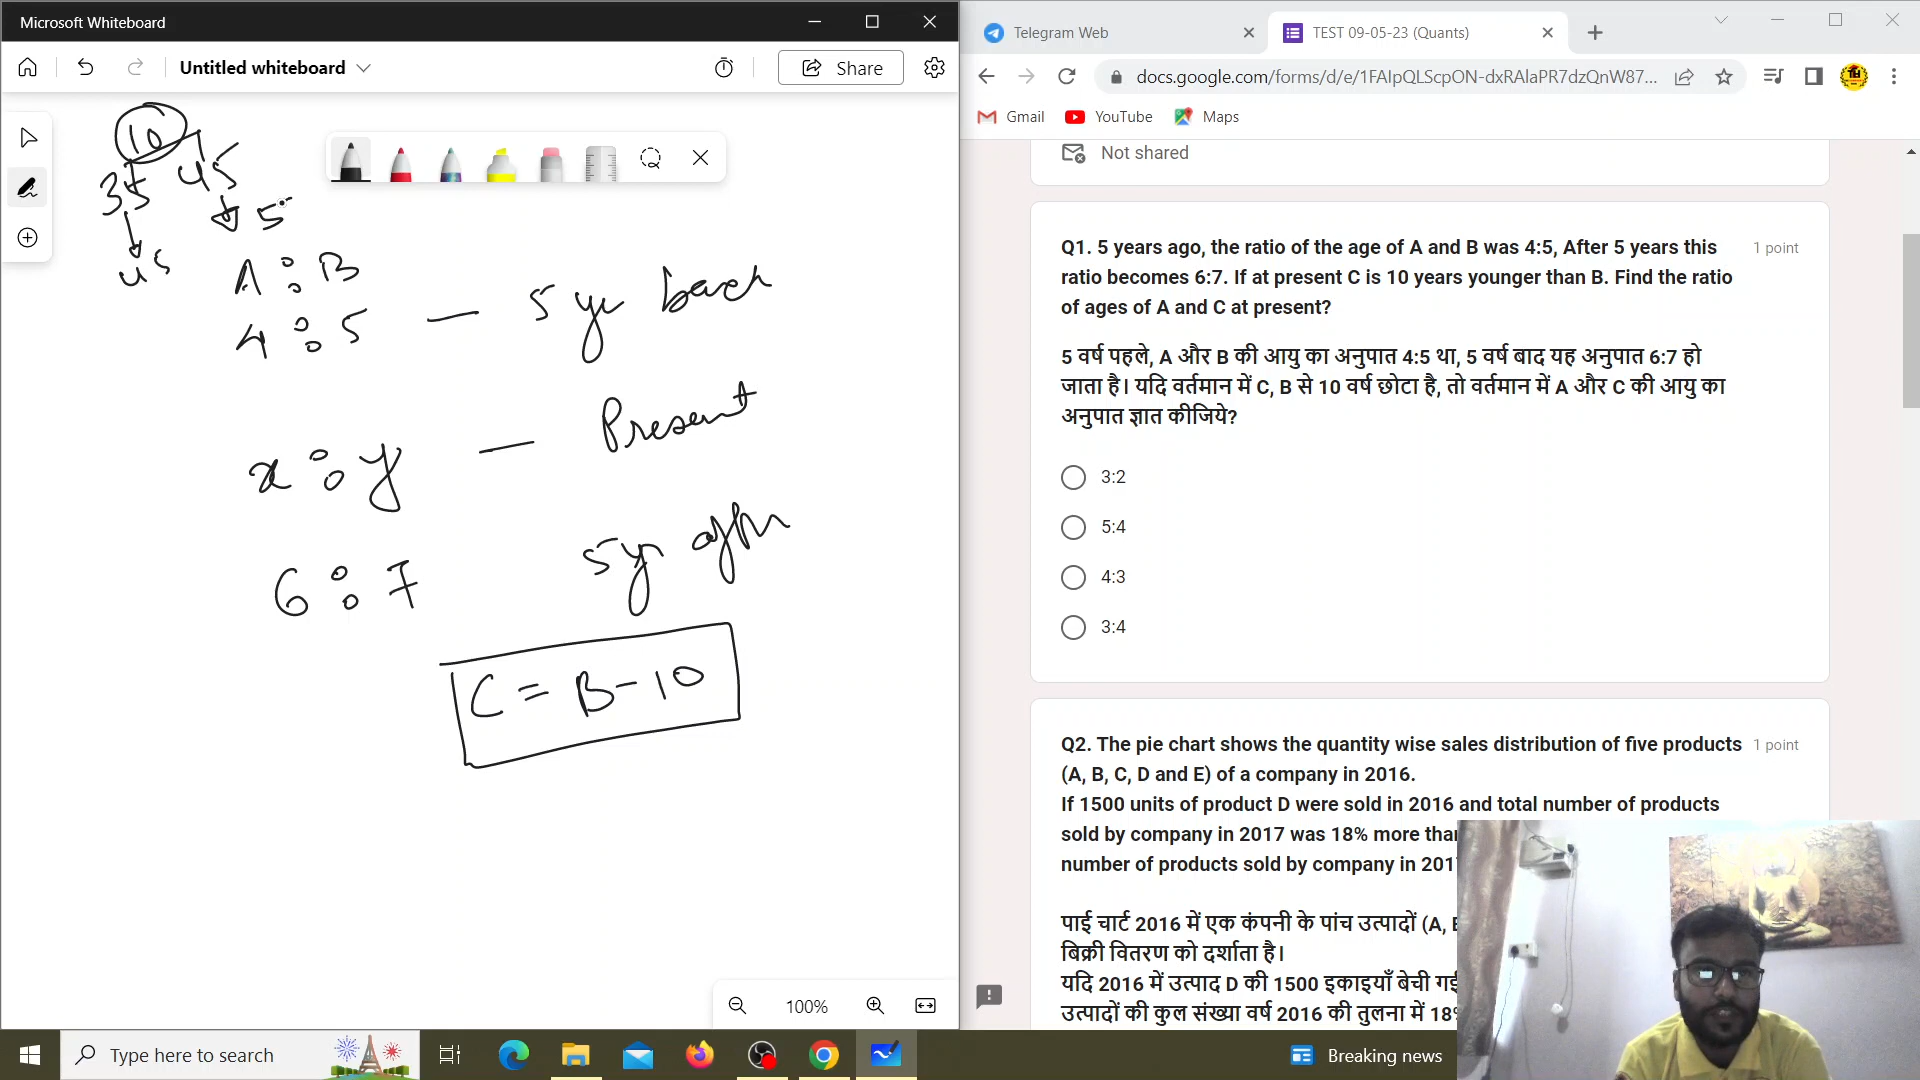 Microsoft Whiteboard
Untitled whiteboard
Share
10
35 45
45
5
A : B
4 : 5 — 5 yr back
x : y — Present
6 : 7 5yr after
C = B - 10
100%
Telegram Web
TEST 09-05-23 (Quants)
docs.google.com/forms/d/e/1FAIpQLScpON-dxRAlaPR7dzQnW87...
Gmail
YouTube
Maps
Not shared
Q1. 5 years ago, the ratio of the age of A and B was 4:5, After 5 years this 1 point
ratio becomes 6:7. If at present C is 10 years younger than B. Find the ratio
of ages of A and C at present?
5 वर्ष पहले, A और B की आयु का अनुपात 4:5 था, 5 वर्ष बाद यह अनुपात 6:7 हो
जाता है। यदि वर्तमान में C, B से 10 वर्ष छोटा है, तो वर्तमान में A और C की आयु का
अनुपात ज्ञात कीजिये?
3:2
5:4
4:3
3:4
Q2. The pie chart shows the quantity wise sales distribution of five products 1 point
(A, B, C, D and E) of a company in 2016.
If 1500 units of product D were sold in 2016 and total number of products
sold by company in 2017 was 18% more than
number of products sold by company in 201
पाई चार्ट 2016 में एक कंपनी के पांच उत्पादों (A,
बिक्री वितरण को दर्शाता है।
यदि 2016 में उत्पाद D की 1500 इकाइयाँ बेची
उत्पादों की कुल संख्या वर्ष 2016 की तुलना में 18
Type here to search
Breaking news